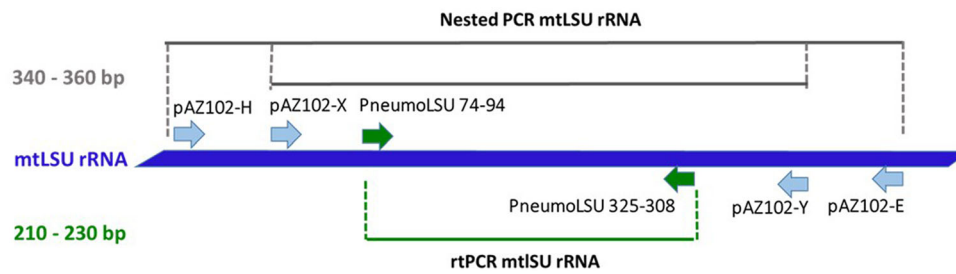 Nested PCR mtLSU rRNA
340 - 360 bp
pAZ102-H
pAZ102-X
PneumoLSU 74-94
mtLSU rRNA
PneumoLSU 325-308
pAZ102-Y
pAZ102-E
210 - 230 bp
rtPCR mtlSU rRNA